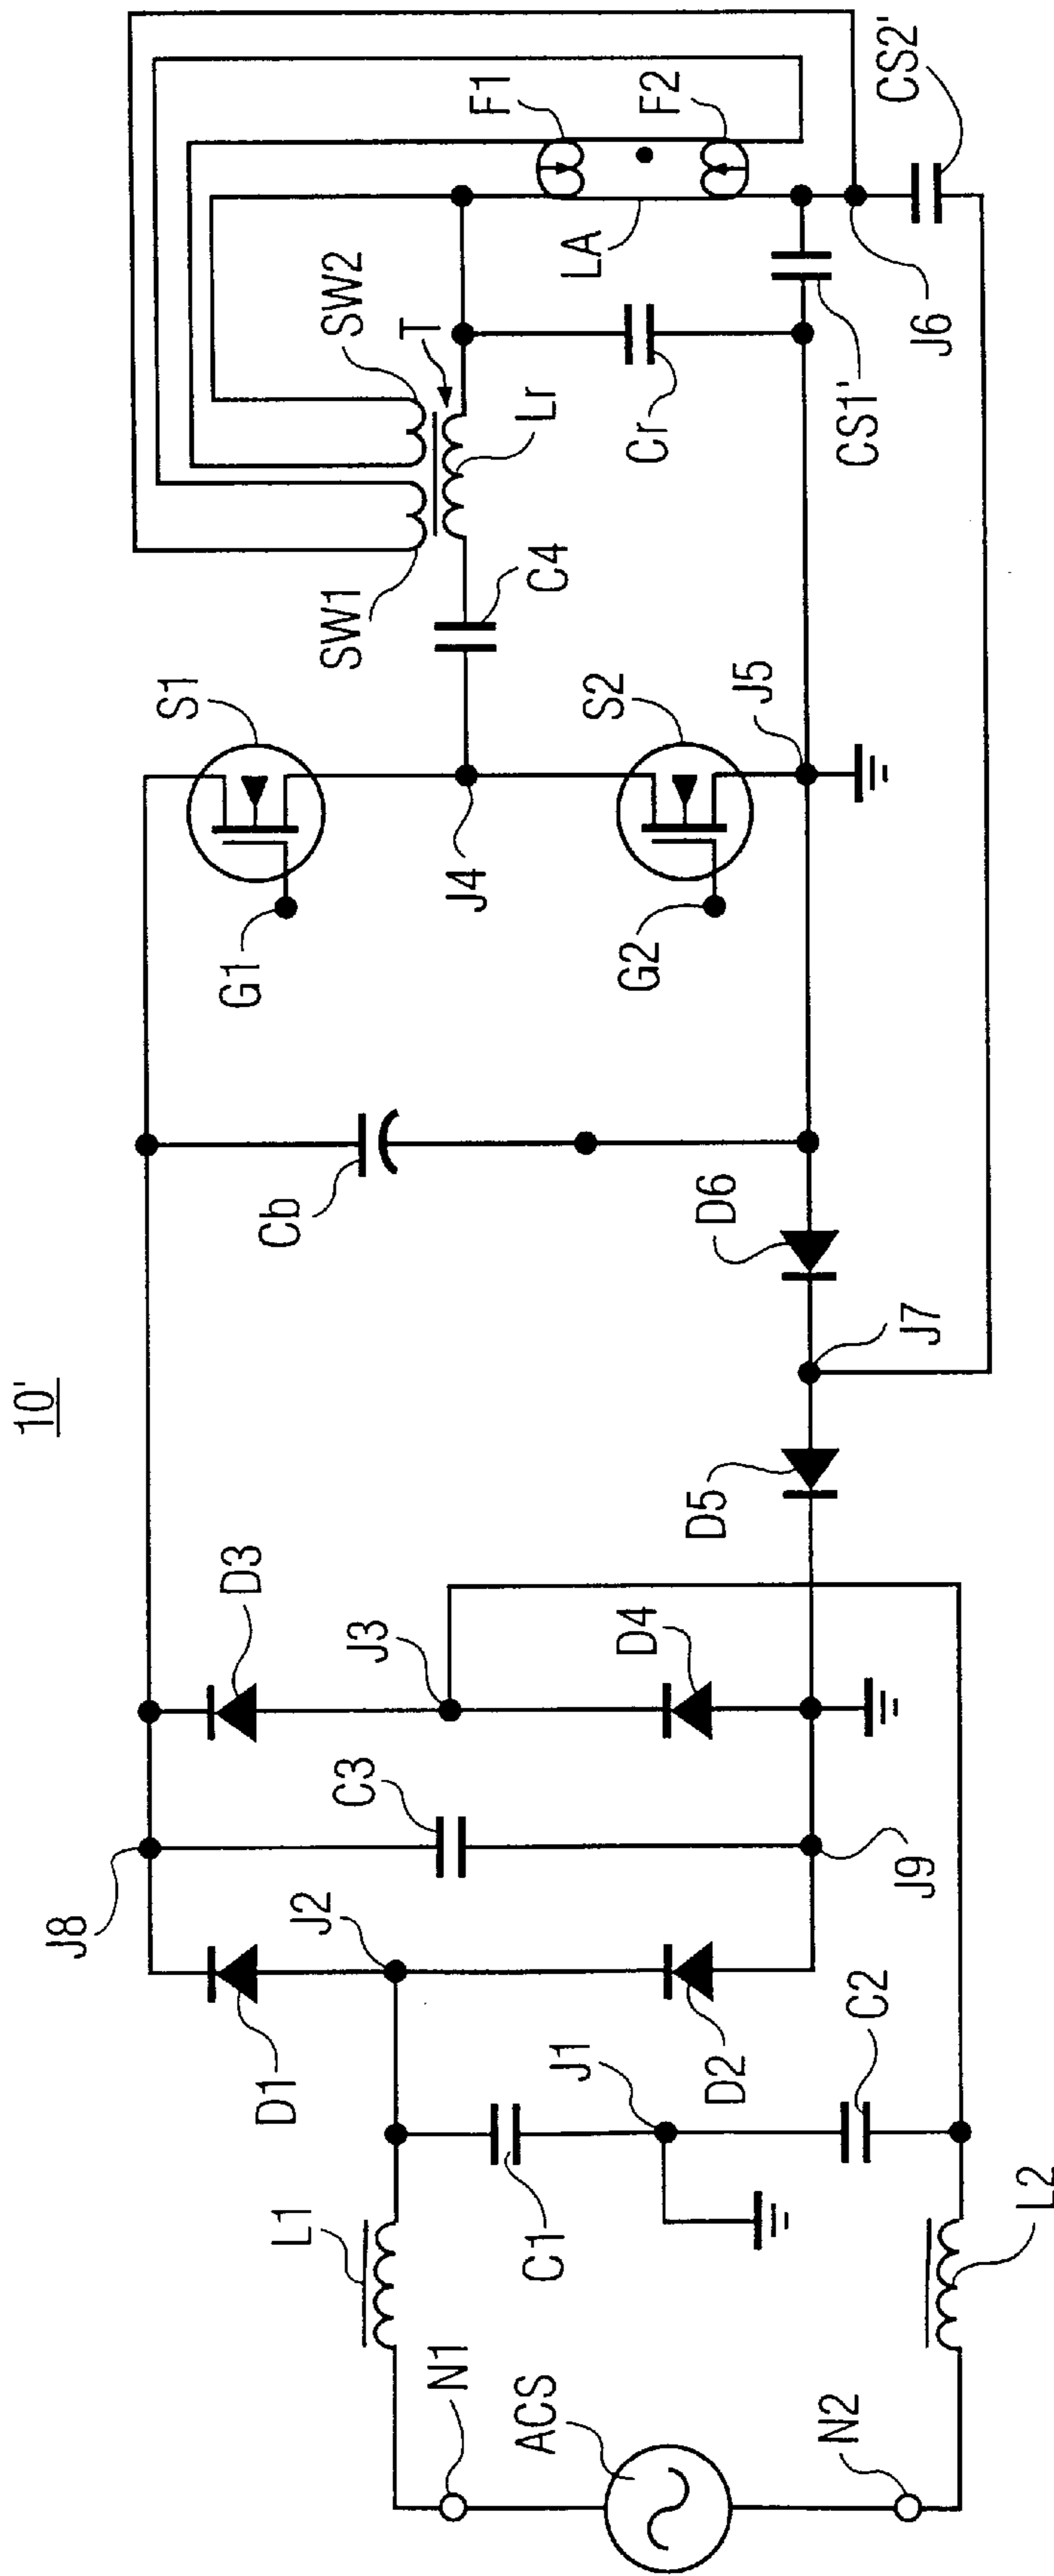 10'
J8
D1
L1
N1
ACS
N2
L2
C1
J1
J2
C2
D2
C3
J9
D3
J3
D4
D5
J7
D6
Cb
G1
S1
J4
G2
S2
J5
SW1
SW2
T
C4
Lr
Cr
LA
F1
F2
CS1'
J6
CS2'